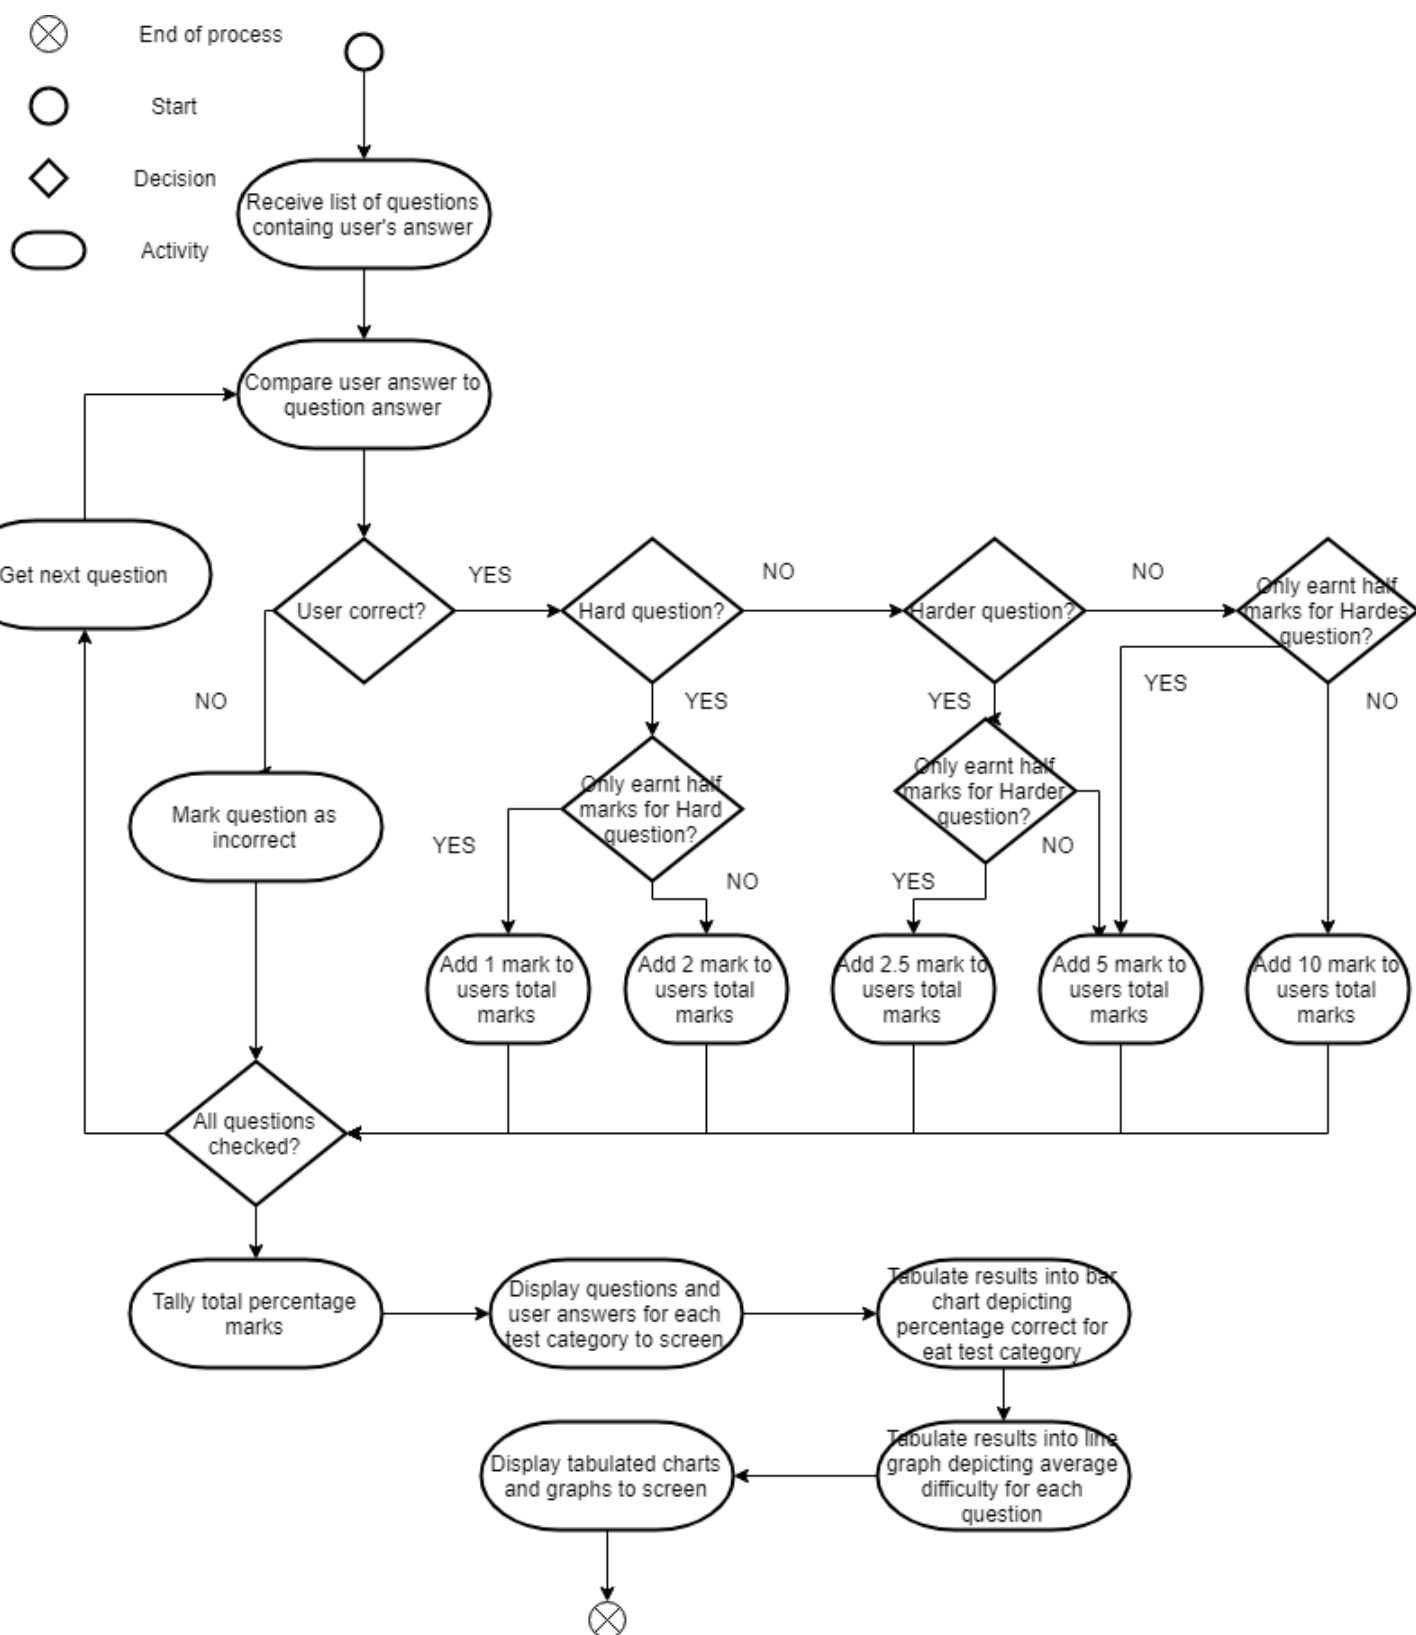 End of process
Start
Decision
Activity
Receive list of questions
containg user's answer
Compare user answer to
question answer
Get next question
User correct?
YES
Hard question?
NO
Harder question?
NO
Only earnt half
marks for Hardes
question?
NO
YES
YES
YES
NO
Mark question as
incorrect
Only earnt half
marks for Hard
question?
Only earnt half
marks for Harder
question?
YES
NO
YES
NO
Add 1 mark to
users total
marks
Add 2 mark to
users total
marks
Add 2.5 mark to
users total
marks
Add 5 mark to
users total
marks
Add 10 mark to
users total
marks
All questions
checked?
Tally total percentage
marks
Display questions and
user answers for each
test category to screen
Tabulate results into bar
chart depicting
percentage correct for
eat test category
Display tabulated charts
and graphs to screen
Tabulate results into line
graph depicting average
difficulty for each
question